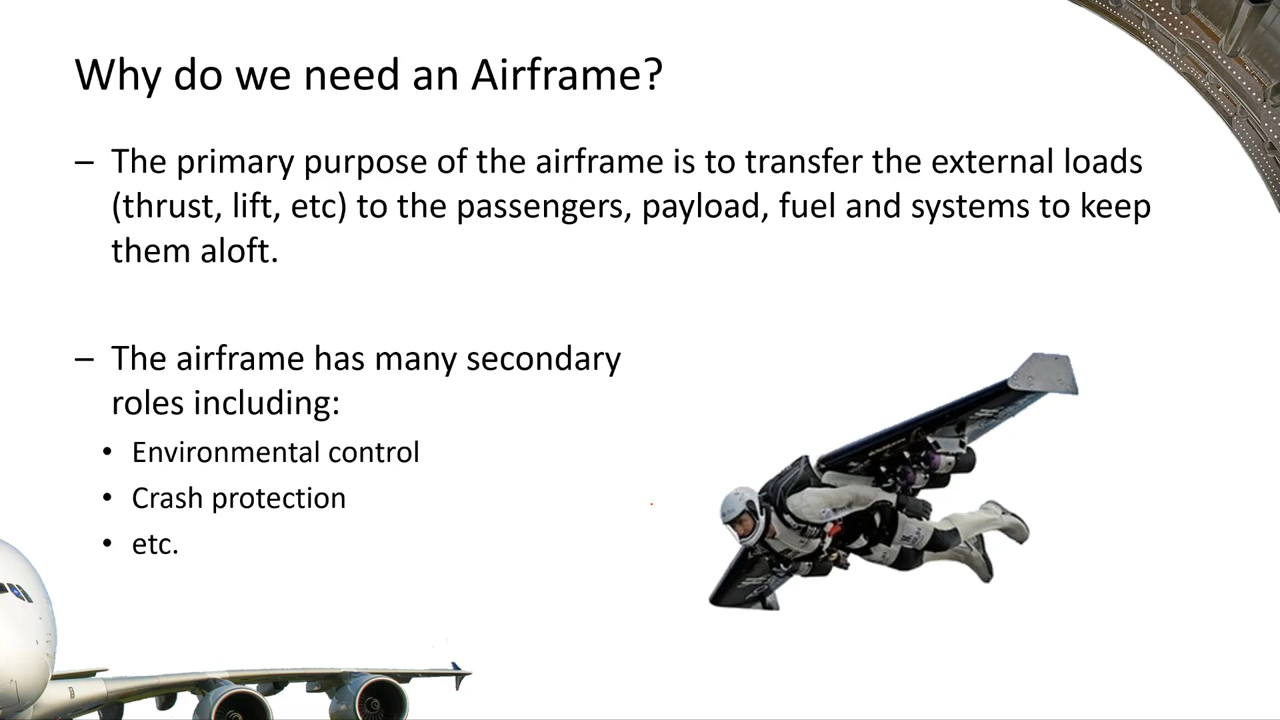 Why do we need an Airframe?
– The primary purpose of the airframe is to transfer the external loads
(thrust, lift, etc) to the passengers, payload, fuel and systems to keep
them aloft.
– The airframe has many secondary
roles including:
• Environmental control
• Crash protection
• etc.